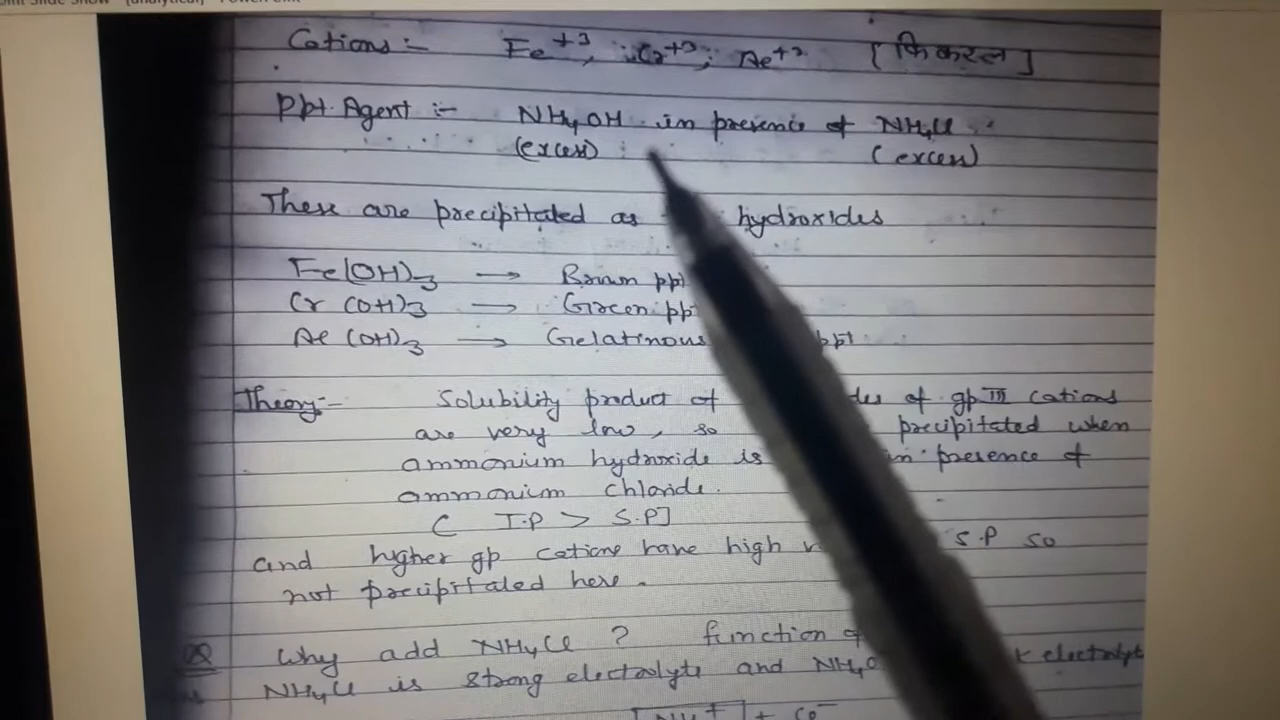 Cations :- Fe+3, Cr+3, Al+3 [फिकरल]
ppt. Agent :- NH4OH in presence of NH4Cl
(excess) (excess)
These are precipitated as hydroxides
Fe(OH)3 → Brown ppt
Cr(OH)3 → Green pp
Al(OH)3 → Gelatinous ppt
Theory:- Solubility product of of gp III cations
are very low, so precipitated when
ammonium hydroxide is in presence of
ammonium chloride.
( I.P > S.P]
and higher gp cations have high S.P so
not precipitated here.
Why add NH4Cl ? function
NH4Cl is strong electrolyte and electrolyt